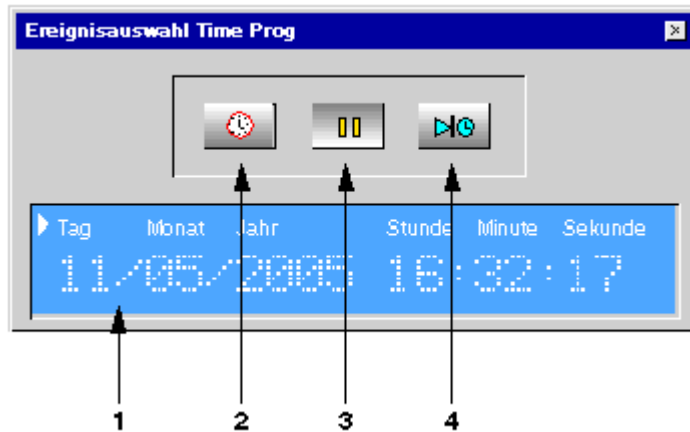 Ereignisauswahl Time Prog
Tag Monat Jahr Stunde Minute Sekunde
11/05/2005 16:32:17
1 2 3 4